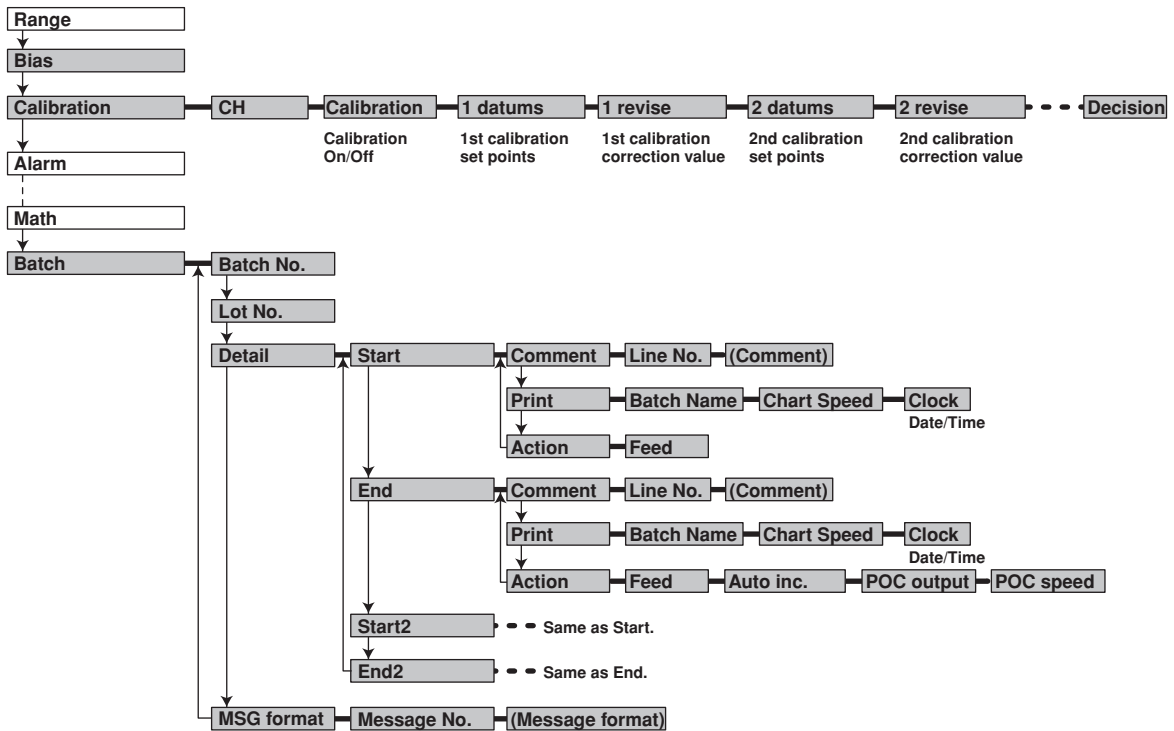 Range
Bias
Calibration CH Calibration 1 datums 1 revise 2 datums 2 revise Decision
Calibration On/Off
1st calibration set points
1st calibration correction value
2nd calibration set points
2nd calibration correction value
Alarm
Math
Batch Batch No.
Lot No.
Detail Start Comment Line No. (Comment)
Print Batch Name Chart Speed Clock
Date/Time
Action Feed
End Comment Line No. (Comment)
Print Batch Name Chart Speed Clock
Date/Time
Action Feed Auto inc. POC output POC speed
Start2 Same as Start.
End2 Same as End.
MSG format Message No. (Message format)